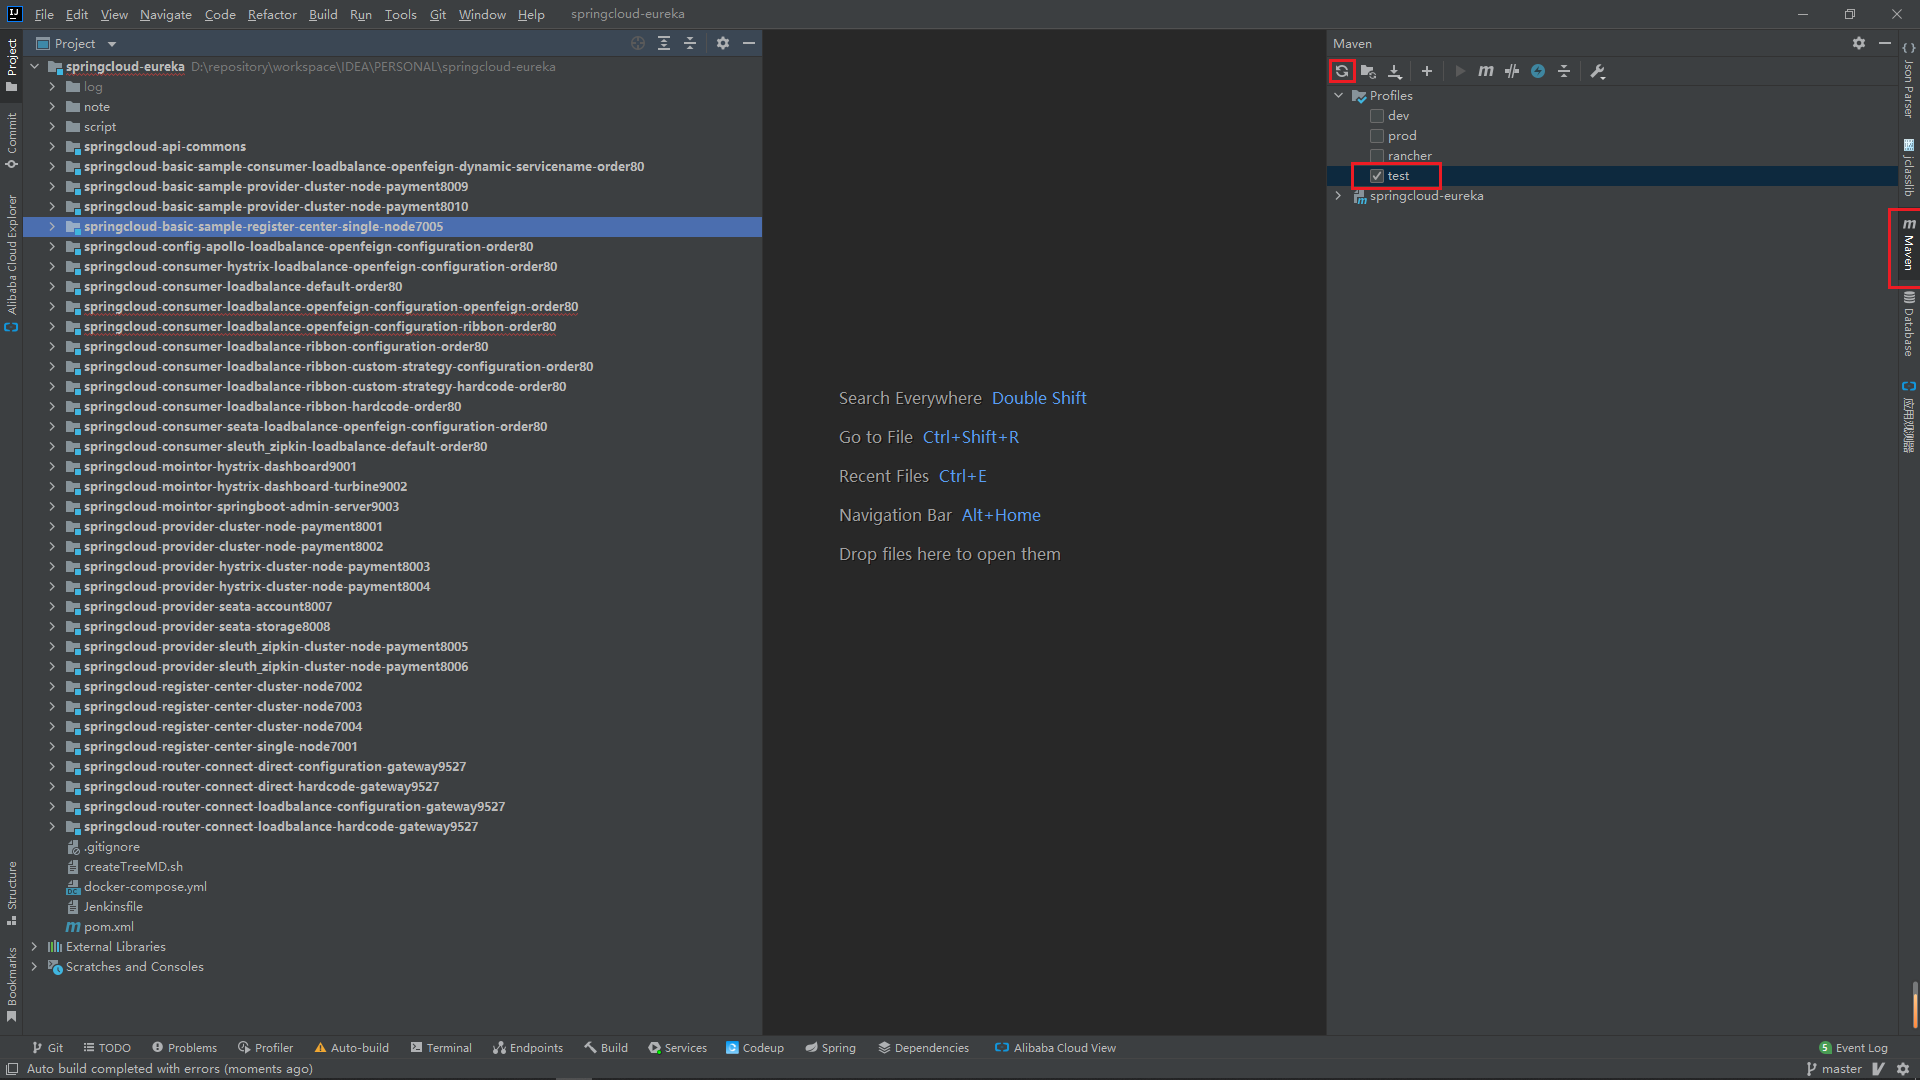 File Edit View Navigate Code Refactor Build Run Tools Git Window Help springcloud-eureka
Project
springcloud-eureka D:\repository\workspace\IDEA\PERSONAL\springcloud-eureka
log
note
script
springcloud-api-commons
springcloud-basic-sample-consumer-loadbalance-openfeign-dynamic-servicename-order80
springcloud-basic-sample-provider-cluster-node-payment8009
springcloud-basic-sample-provider-cluster-node-payment8010
springcloud-basic-sample-register-center-single-node7005
springcloud-config-apollo-loadbalance-openfeign-configuration-order80
springcloud-consumer-hystrix-loadbalance-openfeign-configuration-order80
springcloud-consumer-loadbalance-default-order80
springcloud-consumer-loadbalance-openfeign-configuration-openfeign-order80
springcloud-consumer-loadbalance-openfeign-configuration-ribbon-order80
springcloud-consumer-loadbalance-ribbon-configuration-order80
springcloud-consumer-loadbalance-ribbon-custom-strategy-configuration-order80
springcloud-consumer-loadbalance-ribbon-custom-strategy-hardcode-order80
springcloud-consumer-loadbalance-ribbon-hardcode-order80
springcloud-consumer-seata-loadbalance-openfeign-configuration-order80
springcloud-consumer-sleuth_zipkin-loadbalance-default-order80
springcloud-mointor-hystrix-dashboard9001
springcloud-mointor-hystrix-dashboard-turbine9002
springcloud-mointor-springboot-admin-server9003
springcloud-provider-cluster-node-payment8001
springcloud-provider-cluster-node-payment8002
springcloud-provider-hystrix-cluster-node-payment8003
springcloud-provider-hystrix-cluster-node-payment8004
springcloud-provider-seata-account8007
springcloud-provider-seata-storage8008
springcloud-provider-sleuth_zipkin-cluster-node-payment8005
springcloud-provider-sleuth_zipkin-cluster-node-payment8006
springcloud-register-center-cluster-node7002
springcloud-register-center-cluster-node7003
springcloud-register-center-cluster-node7004
springcloud-register-center-single-node7001
springcloud-router-connect-direct-configuration-gateway9527
springcloud-router-connect-direct-hardcode-gateway9527
springcloud-router-connect-loadbalance-configuration-gateway9527
springcloud-router-connect-loadbalance-hardcode-gateway9527
.gitignore
createTreeMD.sh
docker-compose.yml
Jenkinsfile
pom.xml
External Libraries
Scratches and Consoles
Project
Commit
Alibaba Cloud Explorer
Structure
Bookmarks
Search Everywhere Double Shift
Go to File Ctrl+Shift+R
Recent Files Ctrl+E
Navigation Bar Alt+Home
Drop files here to open them
Maven
Profiles
dev
prod
rancher
test
springcloud-eureka
Json Parser
jclasslib
Maven
Database
应用观测器
Git TODO Problems Profiler Auto-build Terminal Endpoints Build Services Codeup Spring Dependencies Alibaba Cloud View 5 Event Log
Auto build completed with errors (moments ago) master